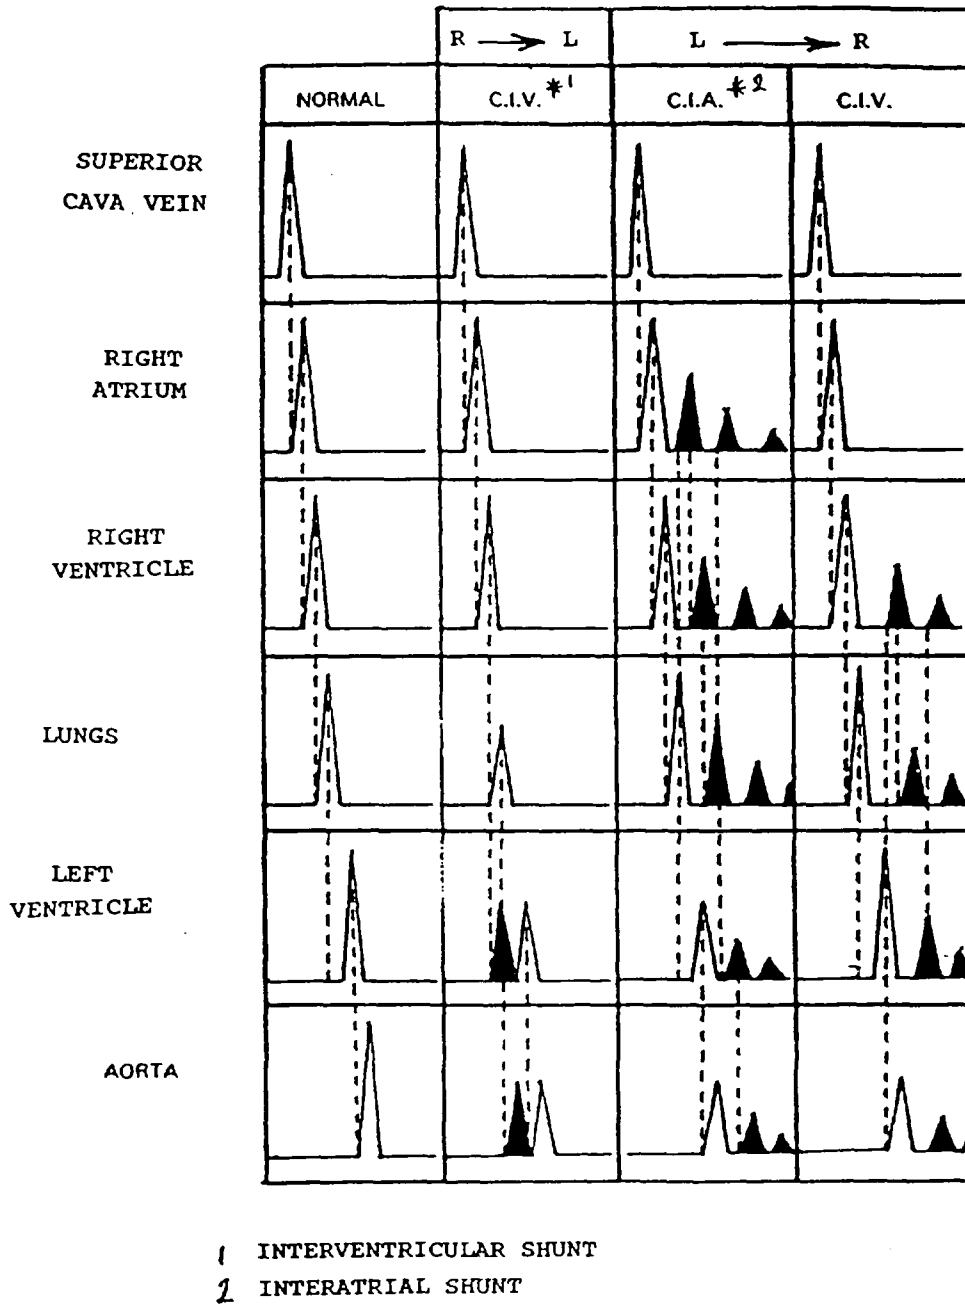 R → L L → R
NORMAL C.I.V. *1 C.I.A. *2 C.I.V.
SUPERIOR
CAVA VEIN
RIGHT
ATRIUM
RIGHT
VENTRICLE
LUNGS
LEFT
VENTRICLE
AORTA
1 INTERVENTRICULAR SHUNT
2 INTERATRIAL SHUNT